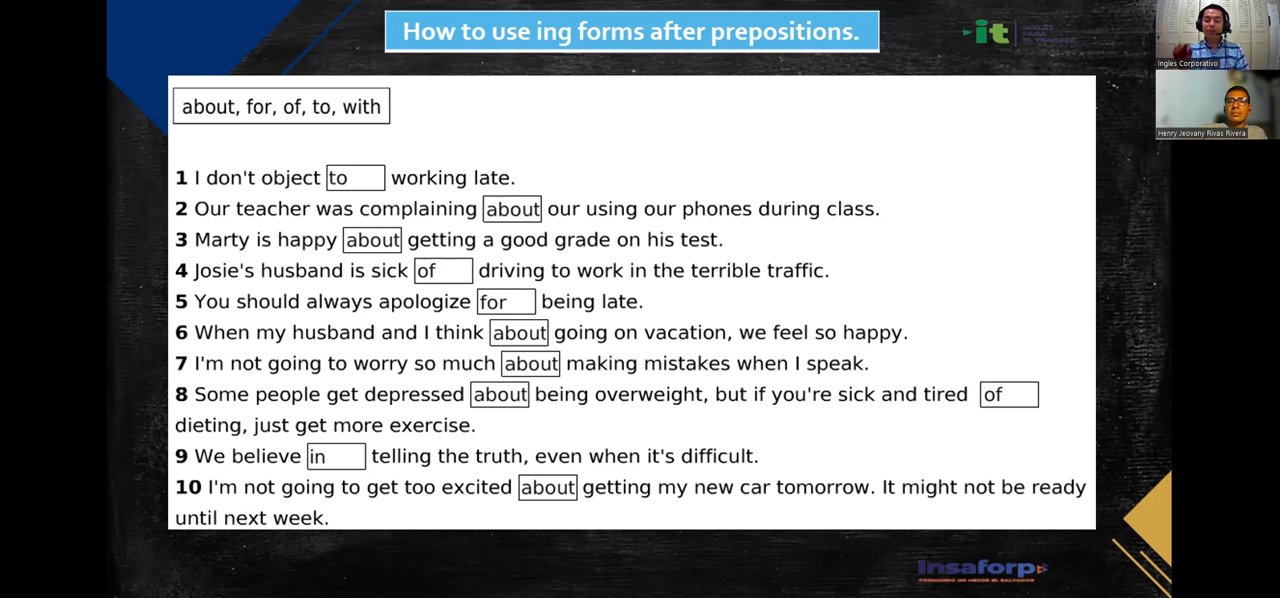 How to use ing forms after prepositions.
it
Ingles Corporativo
Henry Jeovany Rivas Rivera
about, for, of, to, with
1 I don't object to working late.
2 Our teacher was complaining about our using our phones during class.
3 Marty is happy about getting a good grade on his test.
4 Josie's husband is sick of driving to work in the terrible traffic.
5 You should always apologize for being late.
6 When my husband and I think about going on vacation, we feel so happy.
7 I'm not going to worry so much about making mistakes when I speak.
8 Some people get depressed about being overweight, but if you're sick and tired of
dieting, just get more exercise.
9 We believe in telling the truth, even when it's difficult.
10 I'm not going to get too excited about getting my new car tomorrow. It might not be ready
until next week.
Insaforp
FORMANDO UN MEJOR EL SALVADOR